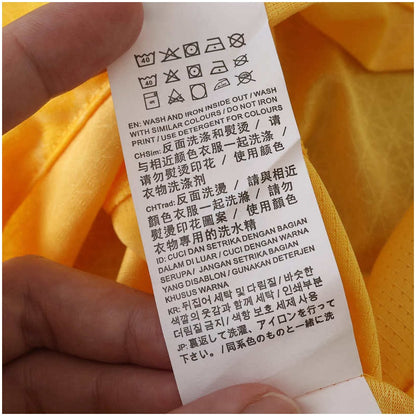 40
40
EN: WASH AND IRON INSIDE OUT / WASH
WITH SIMILAR COLOURS / DO NOT IRON
PRINT / USE DETERGENT FOR COLOURS
CHSim: 反面洗涤和熨烫 /
与相近颜色衣服一起洗涤 /
请勿熨烫印花 / 使用颜色
衣物洗涤剂
CHTrad: 反面洗燙 / 請與相近
顏色衣服一起洗滌 / 請勿
熨燙印花圖案 / 使用顏色
衣物專用的洗水精
ID: CUCI DAN SETRIKA BAGIAN
DALAM DI LUAR / CUCI DENGAN WARNA
SERUPA/ JANGAN SETRIKA BAGIAN
YANG DISABLON / GUNAKAN DETERJEN
KHUSUS WARNA
KR: 뒤집어 세탁 및 다림질 / 비슷한
색깔의 옷감과 함께 세탁 / 인쇄부분
다림질 금지/ 색상 보호 세제 사용
JP: 裏返して洗濯、アイロンを行って
下さい。/ 同系色のものと一緒に洗